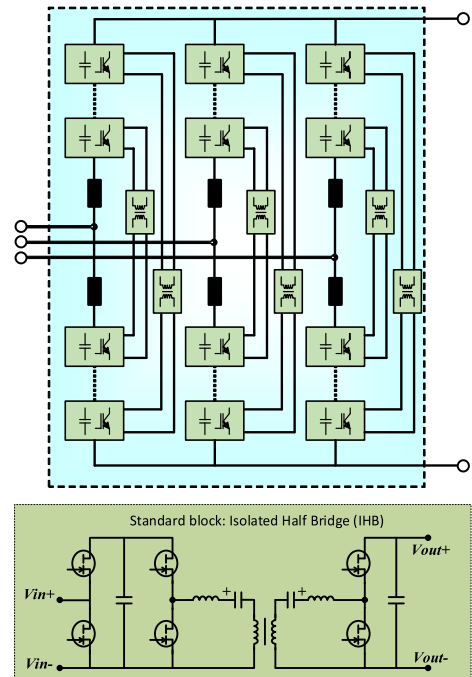 Standard block: Isolated Half Bridge (IHB)
Vout+
Vin+
Vin-
Vout-
+
+